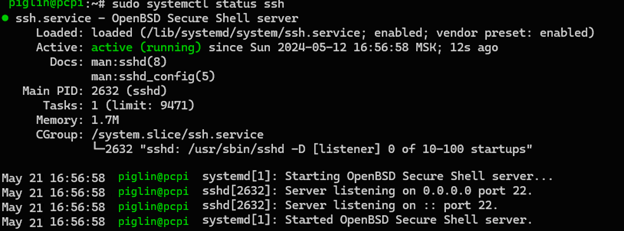 piglin@pcpi:~# sudo systemctl status ssh
● ssh.service - OpenBSD Secure Shell server
Loaded: loaded (/lib/systemd/system/ssh.service; enabled; vendor preset: enabled)
Active: active (running) since Sun 2024-05-12 16:56:58 MSK; 12s ago
Docs: man:sshd(8)
man:sshd_config(5)
Main PID: 2632 (sshd)
Tasks: 1 (limit: 9471)
Memory: 1.7M
CGroup: /system.slice/ssh.service
└─2632 "sshd: /usr/sbin/sshd -D [listener] 0 of 10-100 startups"
May 21 16:56:58 piglin@pcpi systemd[1]: Starting OpenBSD Secure Shell server...
May 21 16:56:58 piglin@pcpi sshd[2632]: Server listening on 0.0.0.0 port 22.
May 21 16:56:58 piglin@pcpi sshd[2632]: Server listening on :: port 22.
May 21 16:56:58 piglin@pcpi systemd[1]: Started OpenBSD Secure Shell server.